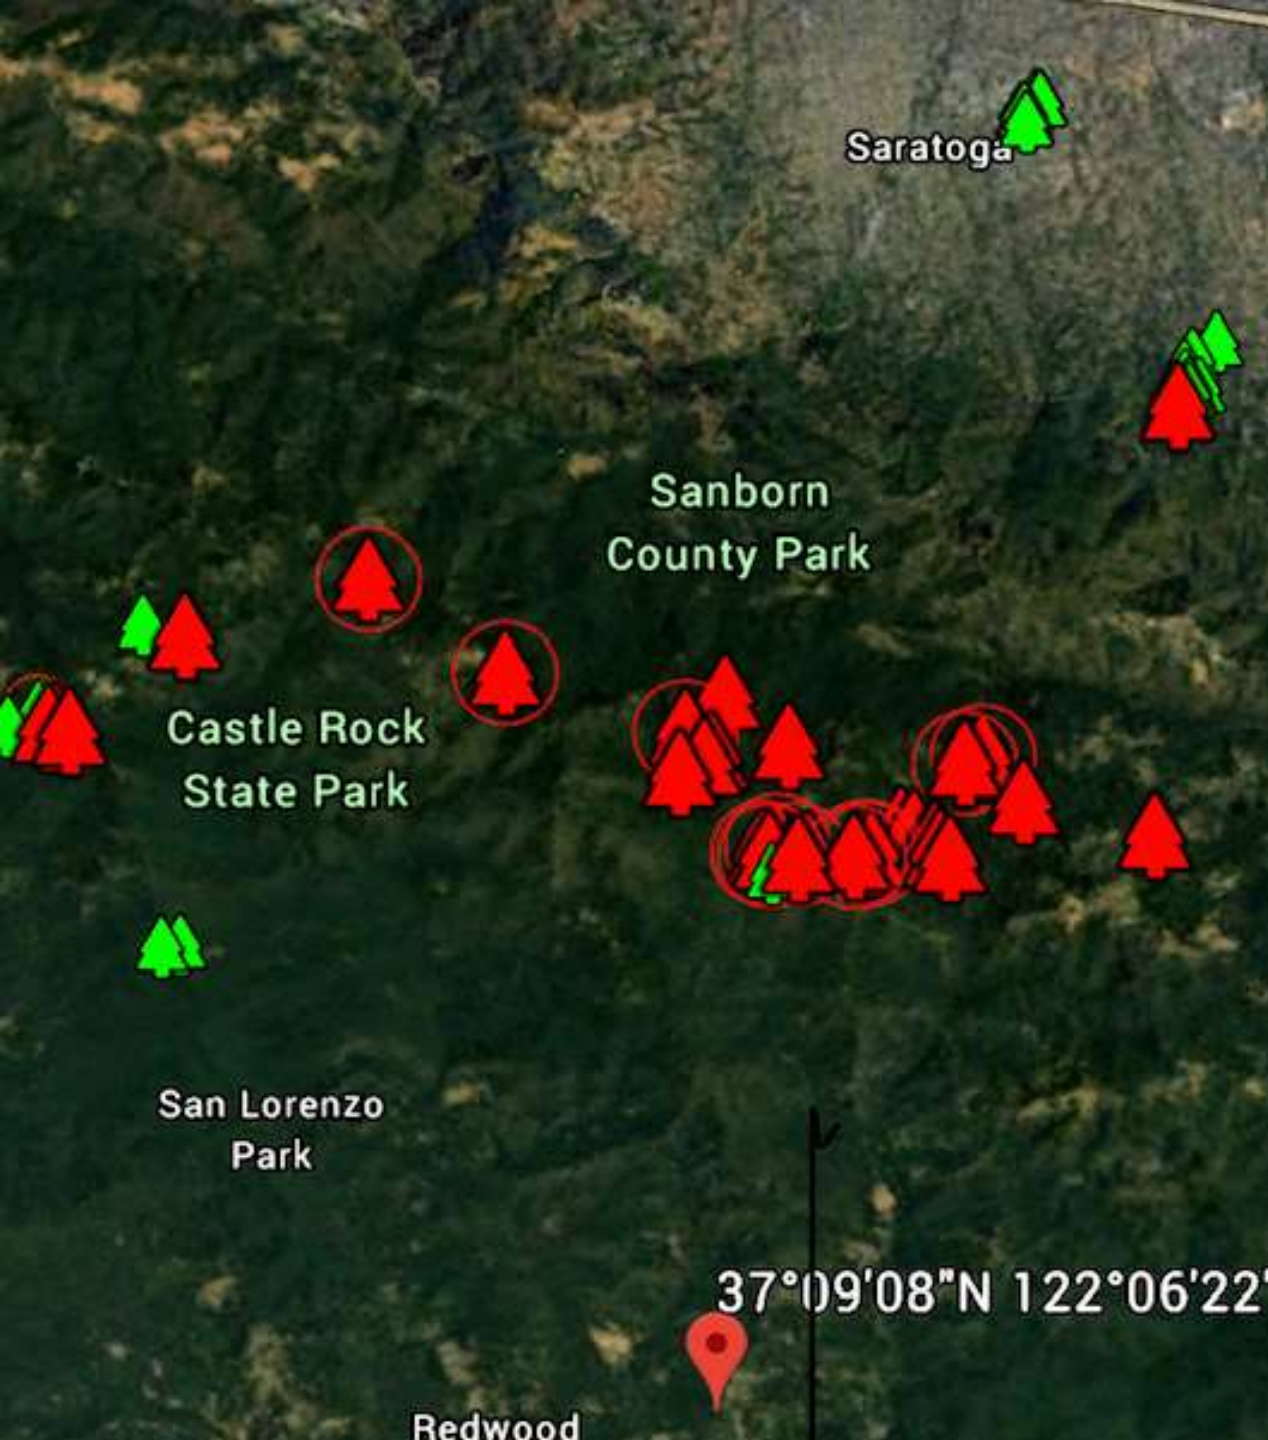 Saratoga
Sanborn
County Park
Castle Rock
State Park
San Lorenzo
Park
37°09'08"N 122°06'22"
Redwood